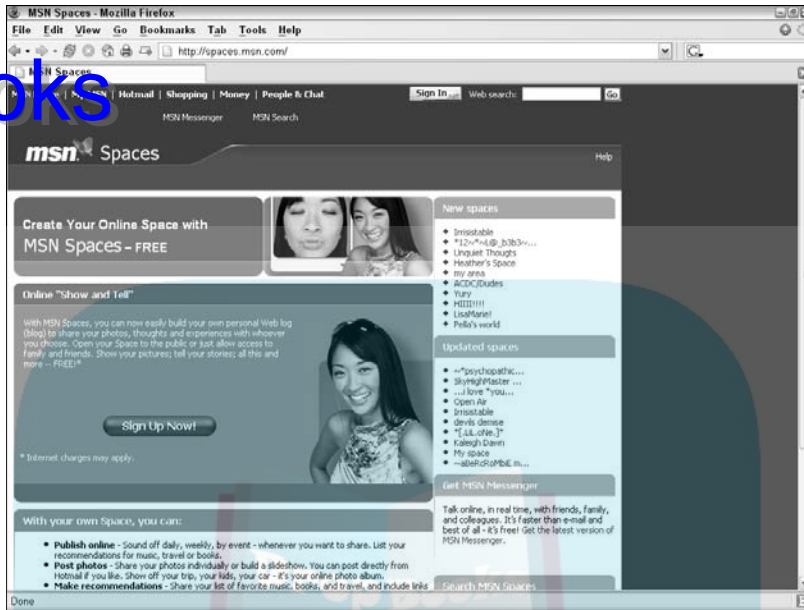 MSN Spaces - Mozilla Firefox
File Edit View Go Bookmarks Tab Tools Help
http://spaces.msn.com/
MSN Spaces
oks
Hotmail | Shopping | Money | People & Chat
Sign In
Web search:
Go
MSN Messenger
MSN Search
msn Spaces
Help
Create Your Online Space with
MSN Spaces - FREE
Online "Show and Tell"
With MSN Spaces, you can now easily build your own personal Web log
(blog) to share your photos, thoughts and experiences with whoever
you choose. Open your Space to the public or just allow access to
family and friends. Show your pictures; tell your stories; all this and
more -- FREE!*
Sign Up Now!
* Internet charges may apply.
With your own Space, you can:
Publish online - Sound off daily, weekly, by event - whenever you want to share. List your
recommendations for music, travel or books.
Post photos - Share your photos individually or build a slideshow. You can post directly from
Hotmail if you like. Show off your trip, your kids, your car - it's your online photo album.
Make recommendations - Share your list of favorite music, books, and travel, and include links
New spaces
Irrisistable
Unquiet Thougts
Heather's Space
my area
ACDC/Dudes
Yury
HIIII!!!!
LisaMarie!
Pella's world
Updated spaces
~*psychopathic...
SkyHighMaster ...
...i love *you...
Open Air
Irrisistable
devils demise
Kaleigh Dawn
My space
Get MSN Messenger
Talk online, in real time, with friends, family,
and colleagues. It's faster than e-mail and
best of all - it's free! Get the latest version of
MSN Messenger.
Search MSN Spaces
Done